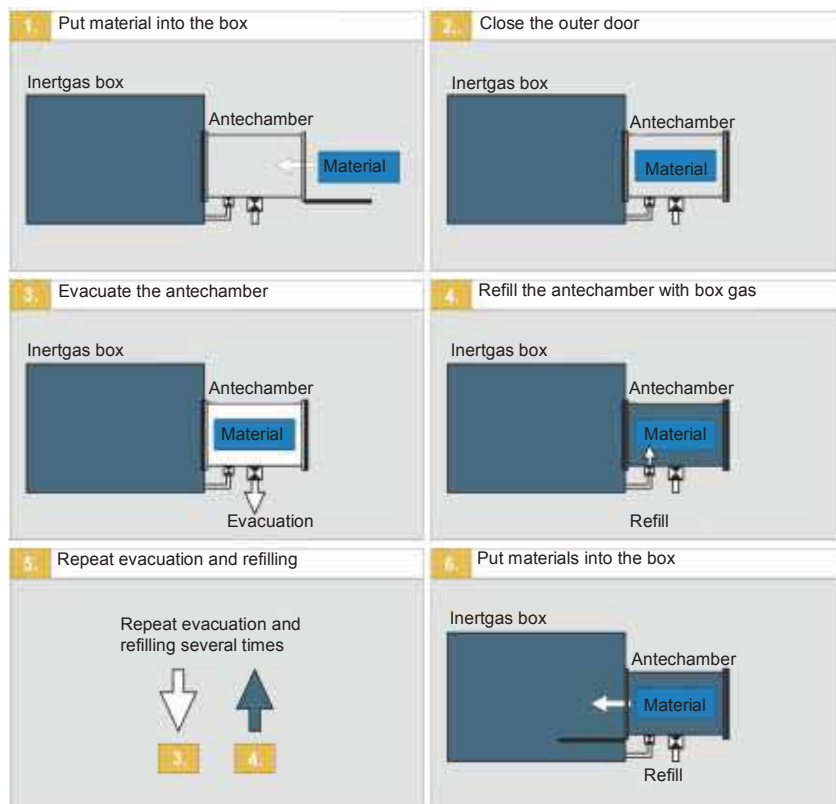 1. Put material into the box
Inertgas box
Antechamber
Material
2. Close the outer door
Inertgas box
Antechamber
Material
3. Evacuate the antechamber
Inertgas box
Antechamber
Material
Evacuation
4. Refill the antechamber with box gas
Inertgas box
Antechamber
Material
Refill
5. Repeat evacuation and refilling
Repeat evacuation and
refilling several times
3. 4.
6. Put materials into the box
Inertgas box
Antechamber
Material
Refill